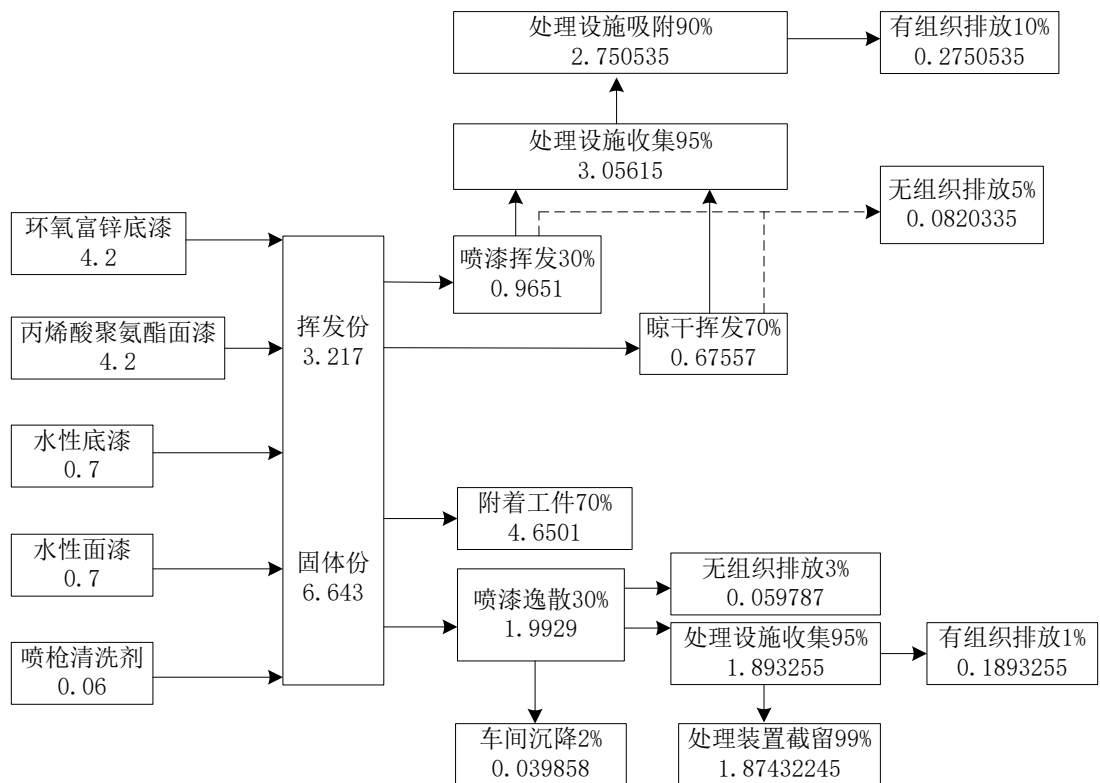 处理设施吸附90%
2.750535
有组织排放10%
0.2750535
处理设施收集95%
3.05615
无组织排放5%
0.0820335
环氧富锌底漆
4.2
喷漆挥发30%
0.9651
丙烯酸聚氨酯面漆
4.2
挥发份
3.217
晾干挥发70%
0.67557
水性底漆
0.7
附着工件70%
4.6501
水性面漆
0.7
固体份
6.643
喷漆逸散30%
1.9929
无组织排放3%
0.059787
处理设施收集95%
1.893255
有组织排放1%
0.1893255
喷枪清洗剂
0.06
车间沉降2%
0.039858
处理装置截留99%
1.87432245